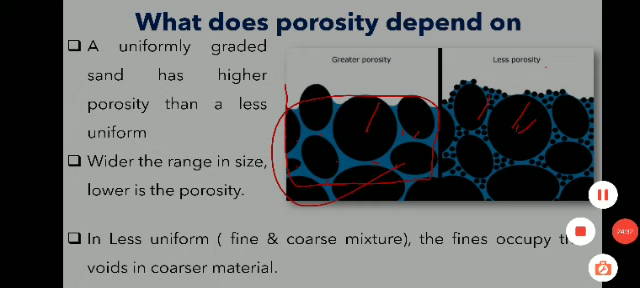 What does porosity depend on
A uniformly graded
sand has higher
porosity than a less
uniform
Wider the range in size,
lower is the porosity.
Greater porosity
Less porosity
In Less uniform ( fine & coarse mixture), the fines occupy
voids in coarser material.
24:32